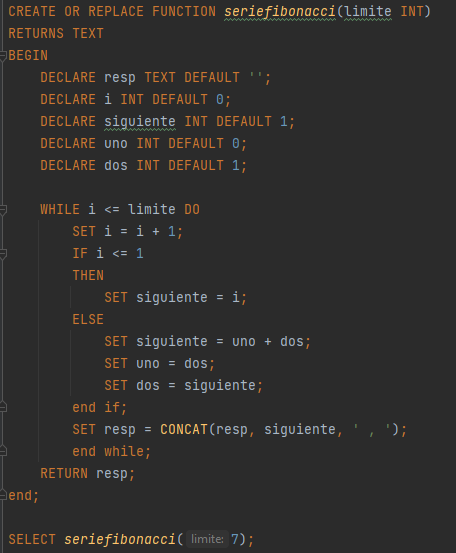 CREATE OR REPLACE FUNCTION seriefibonacci(limite INT)
RETURNS TEXT
BEGIN
    DECLARE resp TEXT DEFAULT '';
    DECLARE i INT DEFAULT 0;
    DECLARE siguiente INT DEFAULT 1;
    DECLARE uno INT DEFAULT 0;
    DECLARE dos INT DEFAULT 1;

    WHILE i <= limite DO
        SET i = i + 1;
        IF i <= 1
        THEN
            SET siguiente = i;
        ELSE
            SET siguiente = uno + dos;
            SET uno = dos;
            SET dos = siguiente;
        end if;
        SET resp = CONCAT(resp, siguiente, ' , ');
        end while;
    RETURN resp;
end;

SELECT seriefibonacci( limite: 7);